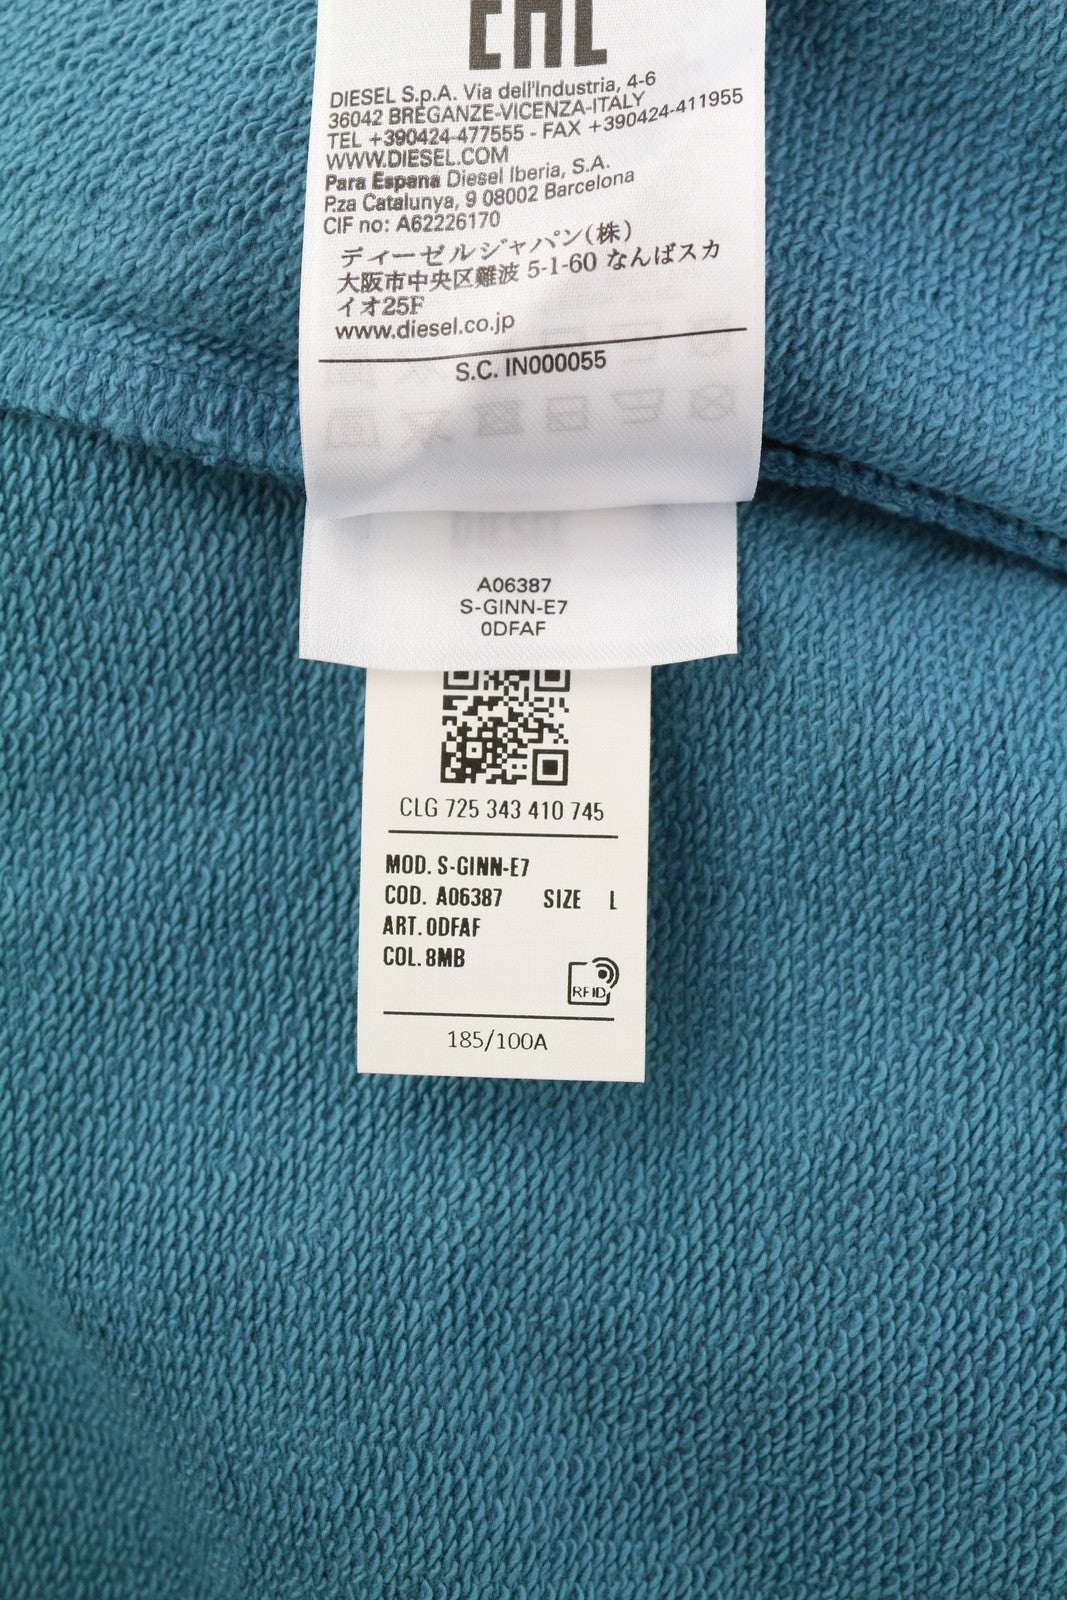 EAC
DIESEL S.p.A. Via dell'Industria, 4-6
36042 BREGANZE-VICENZA-ITALY
TEL +390424-477555 - FAX +390424-411955
WWW.DIESEL.COM
Para Espana Diesel Iberia, S.A.
P.za Catalunya, 9 08002 Barcelona
CIF no: A62226170
ディーゼルジャパン(株)
大阪市中央区難波 5-1-60 なんばスカ
イオ25F
www.diesel.co.jp
S.C. IN000055
DIESEL
A06387
S-GINN-E7
0DFAF
CLG 725 343 410 745
MOD. S-GINN-E7
COD. A06387 SIZE L
ART. 0DFAF
COL. 8MB
RFID
185/100A